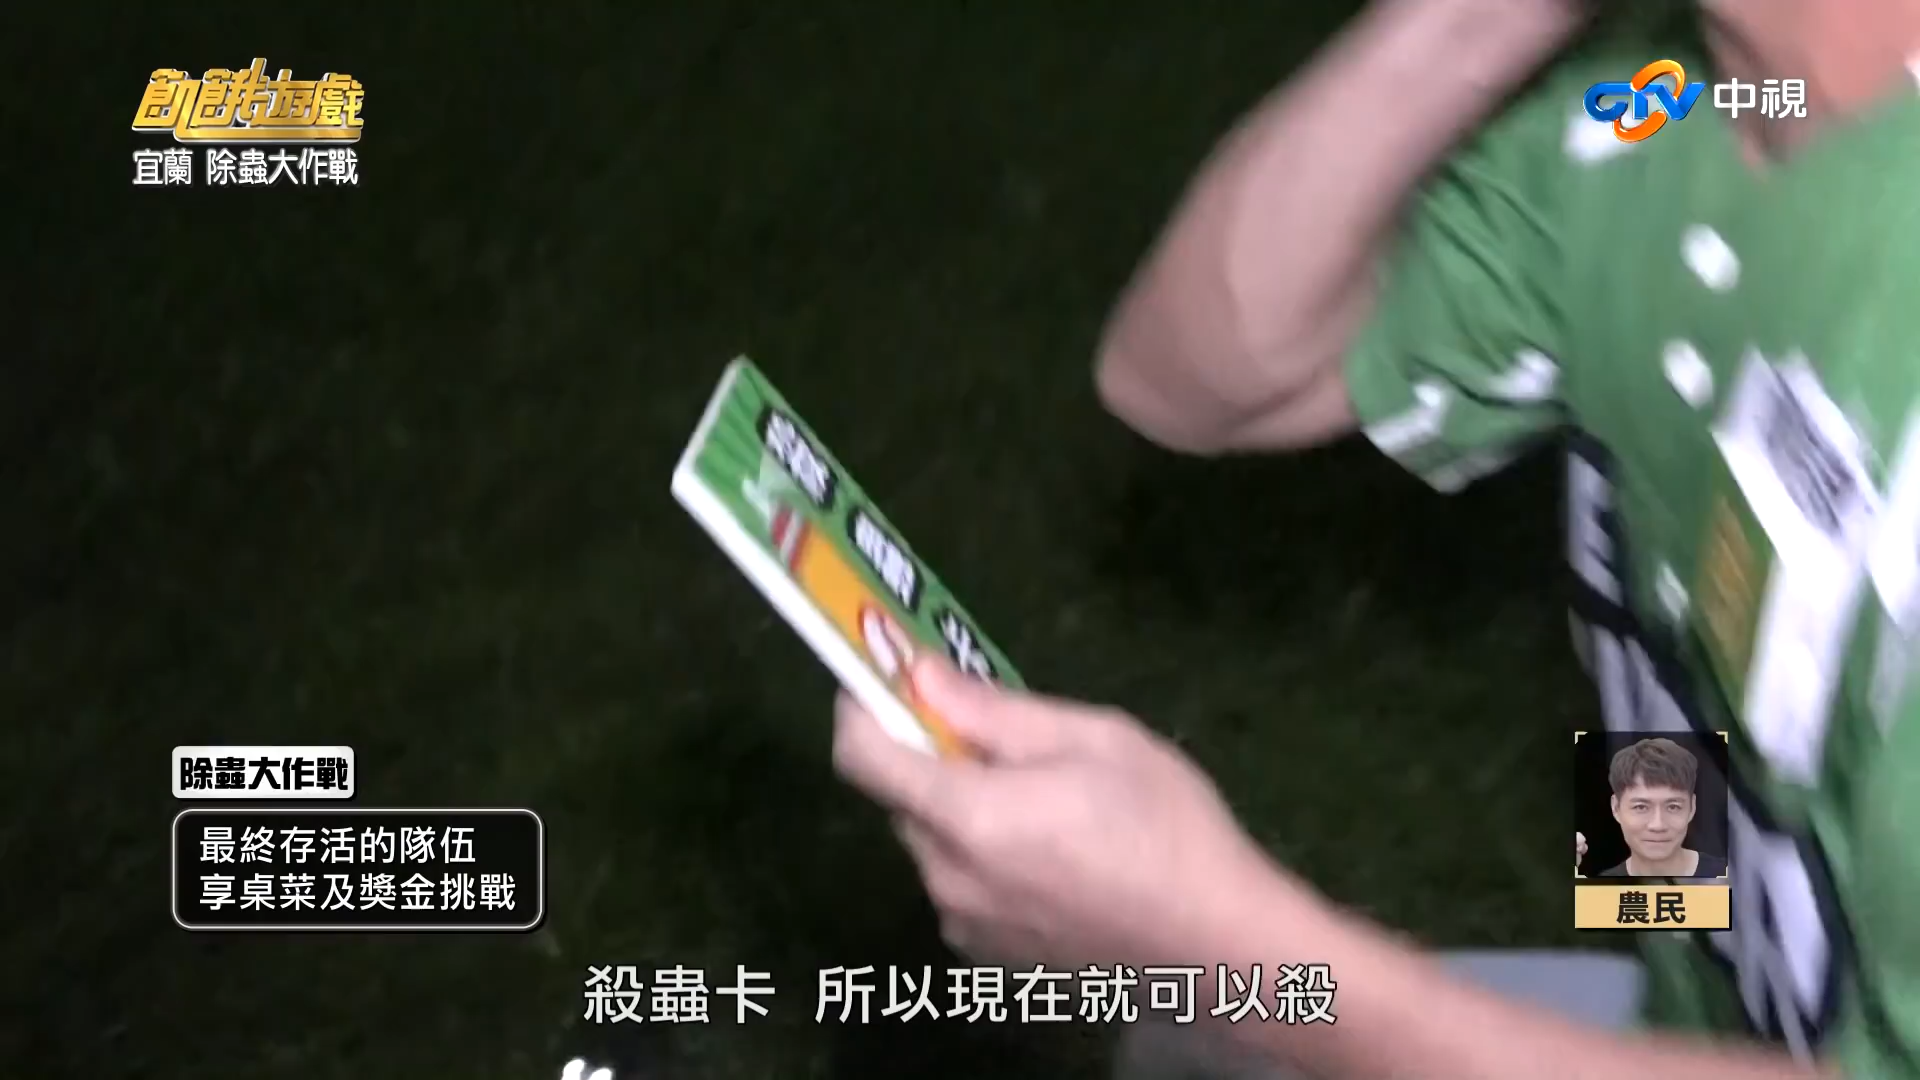 飢餓遊戲
宜蘭 除蟲大作戰
CTV 中視
除蟲大作戰
最終存活的隊伍
享桌菜及獎金挑戰
農民
殺蟲卡 所以現在就可以殺